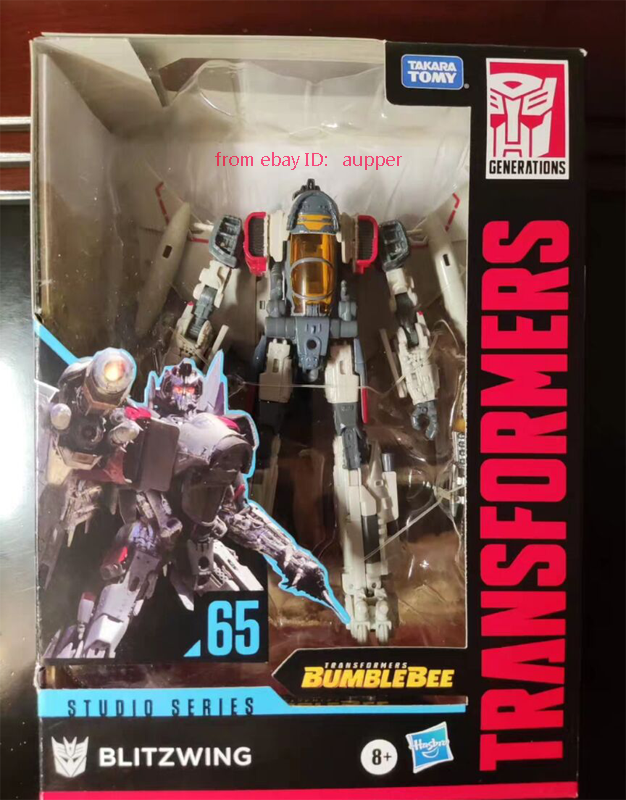 TAKARA
TOMY
GENERATIONS
from ebay ID: aupper
TRANSFORMERS
65
TRANSFORMERS
BUMBLEBEE
STUDIO SERIES
BLITZWING
8+
Hasbro